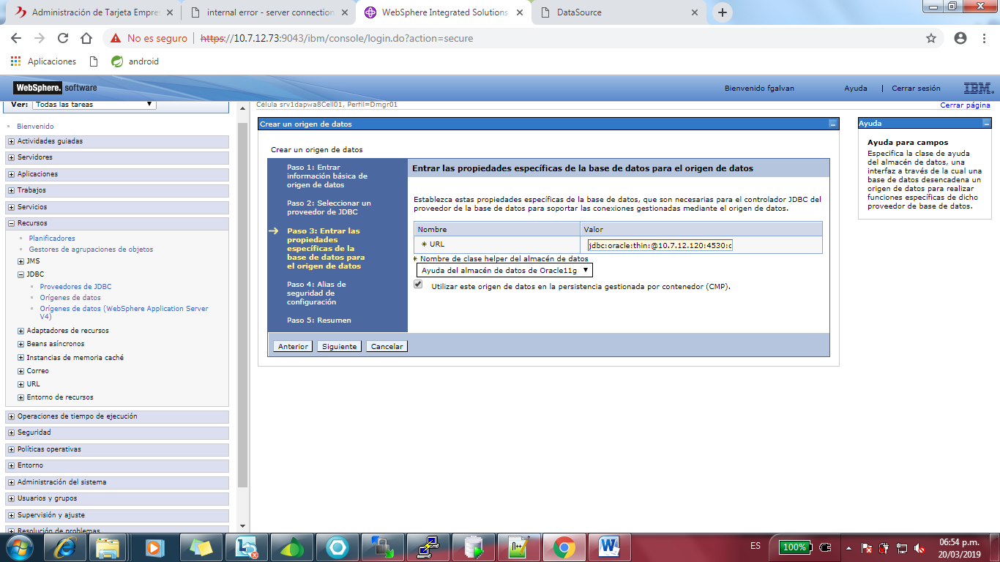 Administración de Tarjeta Empre
internal error - server connection
WebSphere Integrated Solutions
DataSource
No es seguro
https://10.7.12.73:9043/ibm/console/login.do?action=secure
Aplicaciones
android
WebSphere. software
Bienvenido fgalvan
Ayuda
Cerrar sesión
IBM.
Ver: Todas las tareas
Bienvenido
Actividades guiadas
Servidores
Aplicaciones
Trabajos
Servicios
Recursos
Planificadores
Gestores de agrupaciones de objetos
JMS
JDBC
Proveedores de JDBC
Orígenes de datos
Orígenes de datos (WebSphere Application Server
V4)
Adaptadores de recursos
Beans asíncronos
Instancias de memoria caché
Correo
URL
Entorno de recursos
Operaciones de tiempo de ejecución
Seguridad
Políticas operativas
Entorno
Administración del sistema
Usuarios y grupos
Supervisión y ajuste
Resolución de problemas
Célula srv1dapwa8Cell01, Perfil=Dmgr01
Cerrar página
Crear un origen de datos
Crear un origen de datos
Paso 1: Entrar
información básica de
origen de datos
Paso 2: Seleccionar un
proveedor de JDBC
Paso 3: Entrar las
propiedades
específicas de la
base de datos para
el origen de datos
Paso 4: Alias de
seguridad de
configuración
Paso 5: Resumen
Entrar las propiedades específicas de la base de datos para el origen de datos
Establezca estas propiedades específicas de la base de datos, que son necesarias para el controlador JDBC del
proveedor de la base de datos para soportar las conexiones gestionadas mediante el origen de datos.
Nombre
Valor
* URL
jdbc:oracle:thin:@10.7.12.120:4530:c
* Nombre de clase helper del almacén de datos
Ayuda del almacén de datos de Oracle11g
Utilizar este origen de datos en la persistencia gestionada por contenedor (CMP).
Anterior
Siguiente
Cancelar
Ayuda
Ayuda para campos
Especifica la clase de ayuda
del almacén de datos, una
interfaz a través de la cual una
base de datos desencadena un
origen de datos para realizar
funciones específicas de dicho
proveedor de base de datos.
ES
100%
06:54 p.m.
20/03/2019